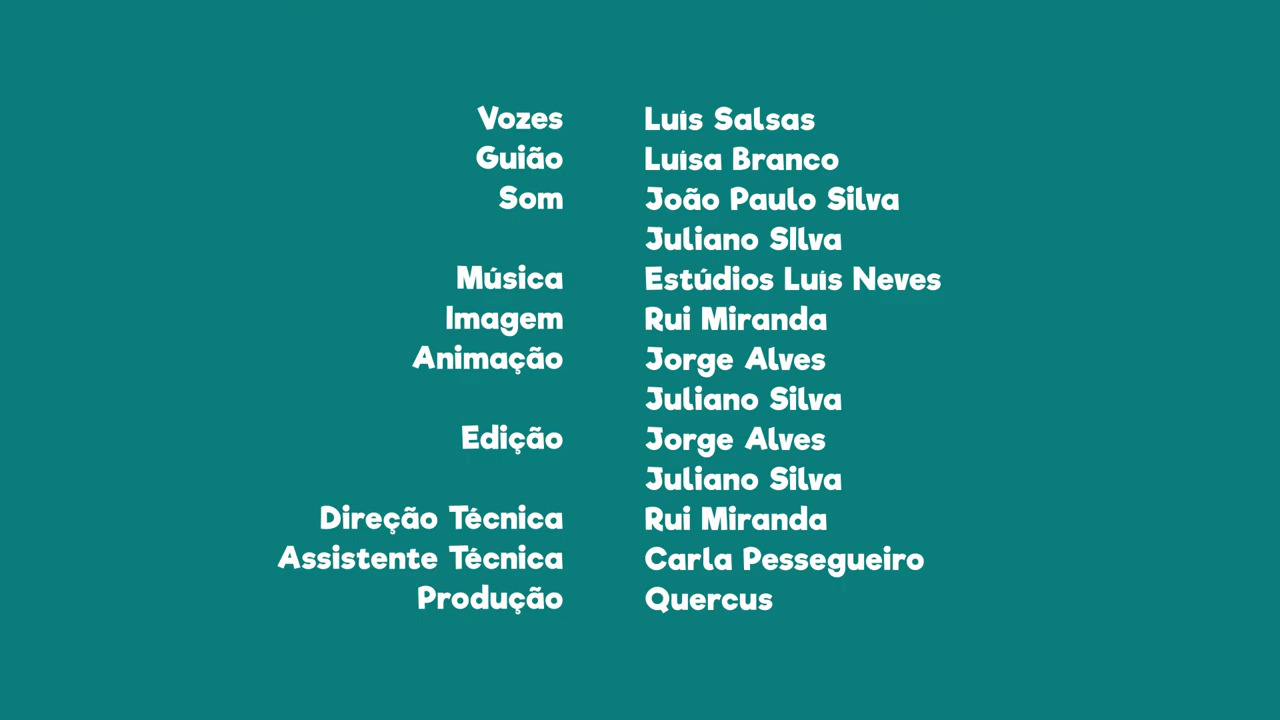 Vozes Luís Salsas
Guião Luísa Branco
Som João Paulo Silva
Juliano SIlva
Música Estúdios Luís Neves
Imagem Rui Miranda
Animação Jorge Alves
Juliano Silva
Edição Jorge Alves
Juliano Silva
Direção Técnica Rui Miranda
Assistente Técnica Carla Pessegueiro
Produção Quercus